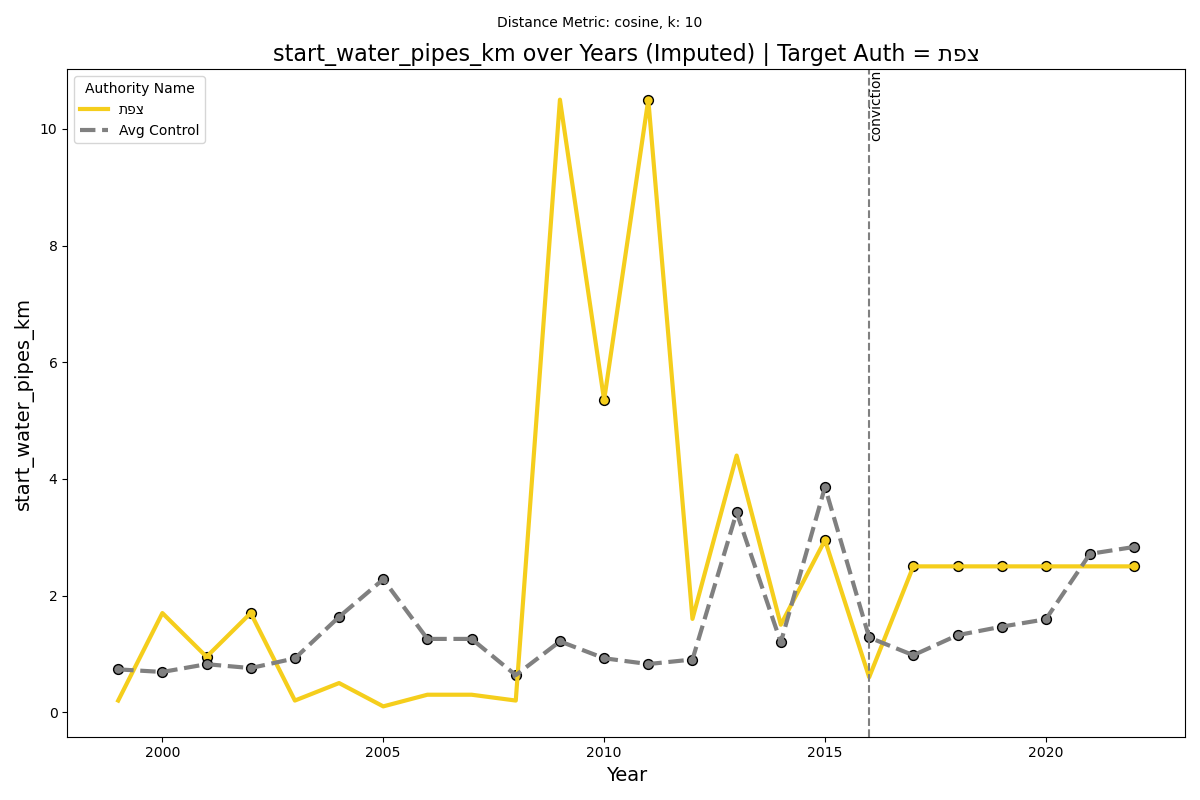 Distance Metric: cosine, k: 10
start_water_pipes_km over Years (Imputed) | Target Auth = צפת
Authority Name
צפת
Avg Control
conviction
start_water_pipes_km
10
8
6
4
2
0
2000
2005
2010
2015
2020
Year